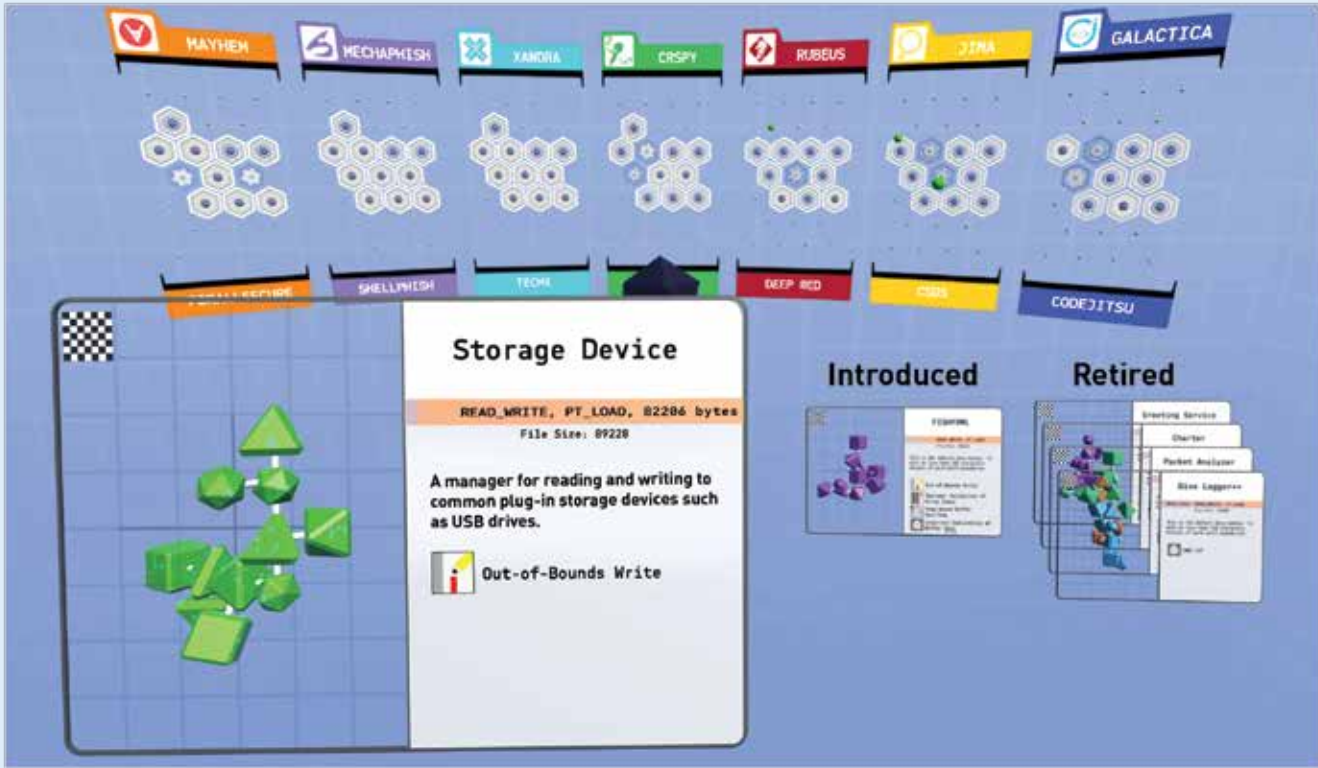 MAYHEM
MECHAPHISH
XANDRA
CRSPY
RUBEUS
JIMA
GALACTICA
SHELLPHISH
TECHX
DEEP RED
CSDS
CODEJITSU
Storage Device
READ_WRITE, PT_LOAD, 82206 bytes
File Size: 89228
A manager for reading and writing to
common plug-in storage devices such
as USB drives.
Out-of-Bounds Write
Introduced
Retired
Greeting Service
Charter
Packet Analyzer